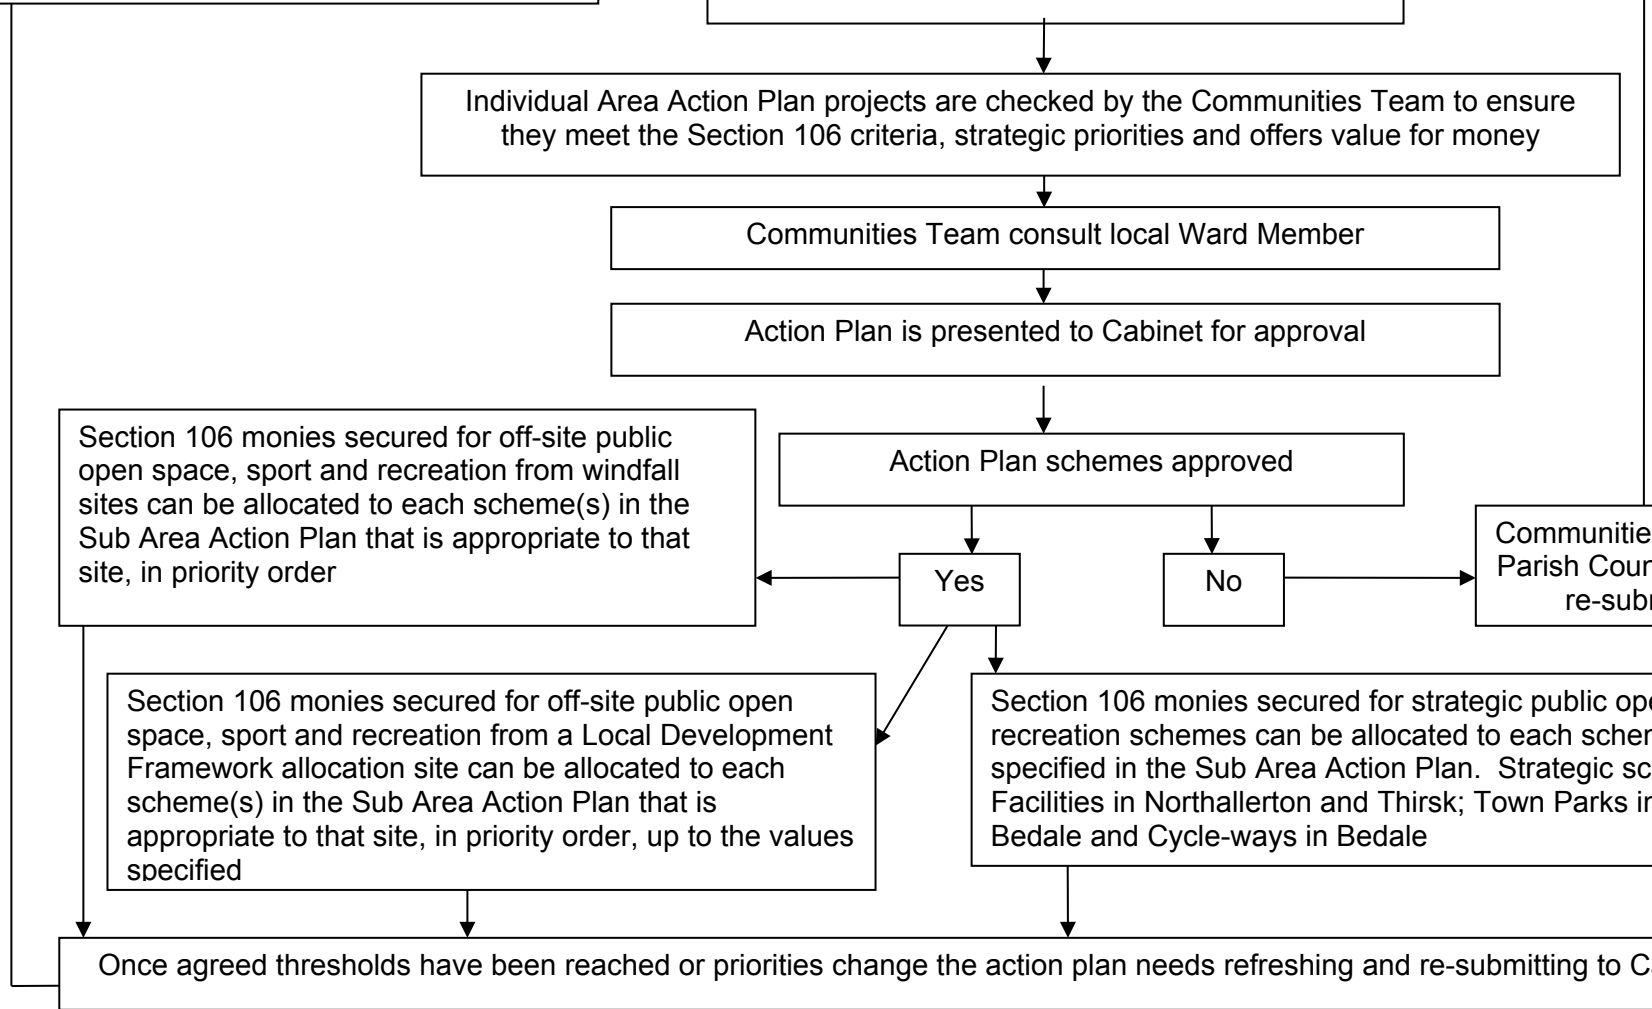 Individual Area Action Plan projects are checked by the Communities Team to ensure
they meet the Section 106 criteria, strategic priorities and offers value for money
Communities Team consult local Ward Member
Action Plan is presented to Cabinet for approval
Section 106 monies secured for off-site public
open space, sport and recreation from windfall
sites can be allocated to each scheme(s) in the
Sub Area Action Plan that is appropriate to that
site, in priority order
Action Plan schemes approved
Yes
No
Parish
Section 106 monies secured for off-site public open
space, sport and recreation from a Local Development
Framework allocation site can be allocated to each
scheme(s) in the Sub Area Action Plan that is
appropriate to that site, in priority order, up to the values
specified
Section 106 monies secured for strategic public
recreation schemes can be allocated to each
specified in the Sub Area Action Plan. Strategic
Facilities in Northallerton and Thirsk; Town Parks in
Bedale and Cycle-ways in Bedale
Once agreed thresholds have been reached or priorities change the action plan needs refreshing and re-submitting to